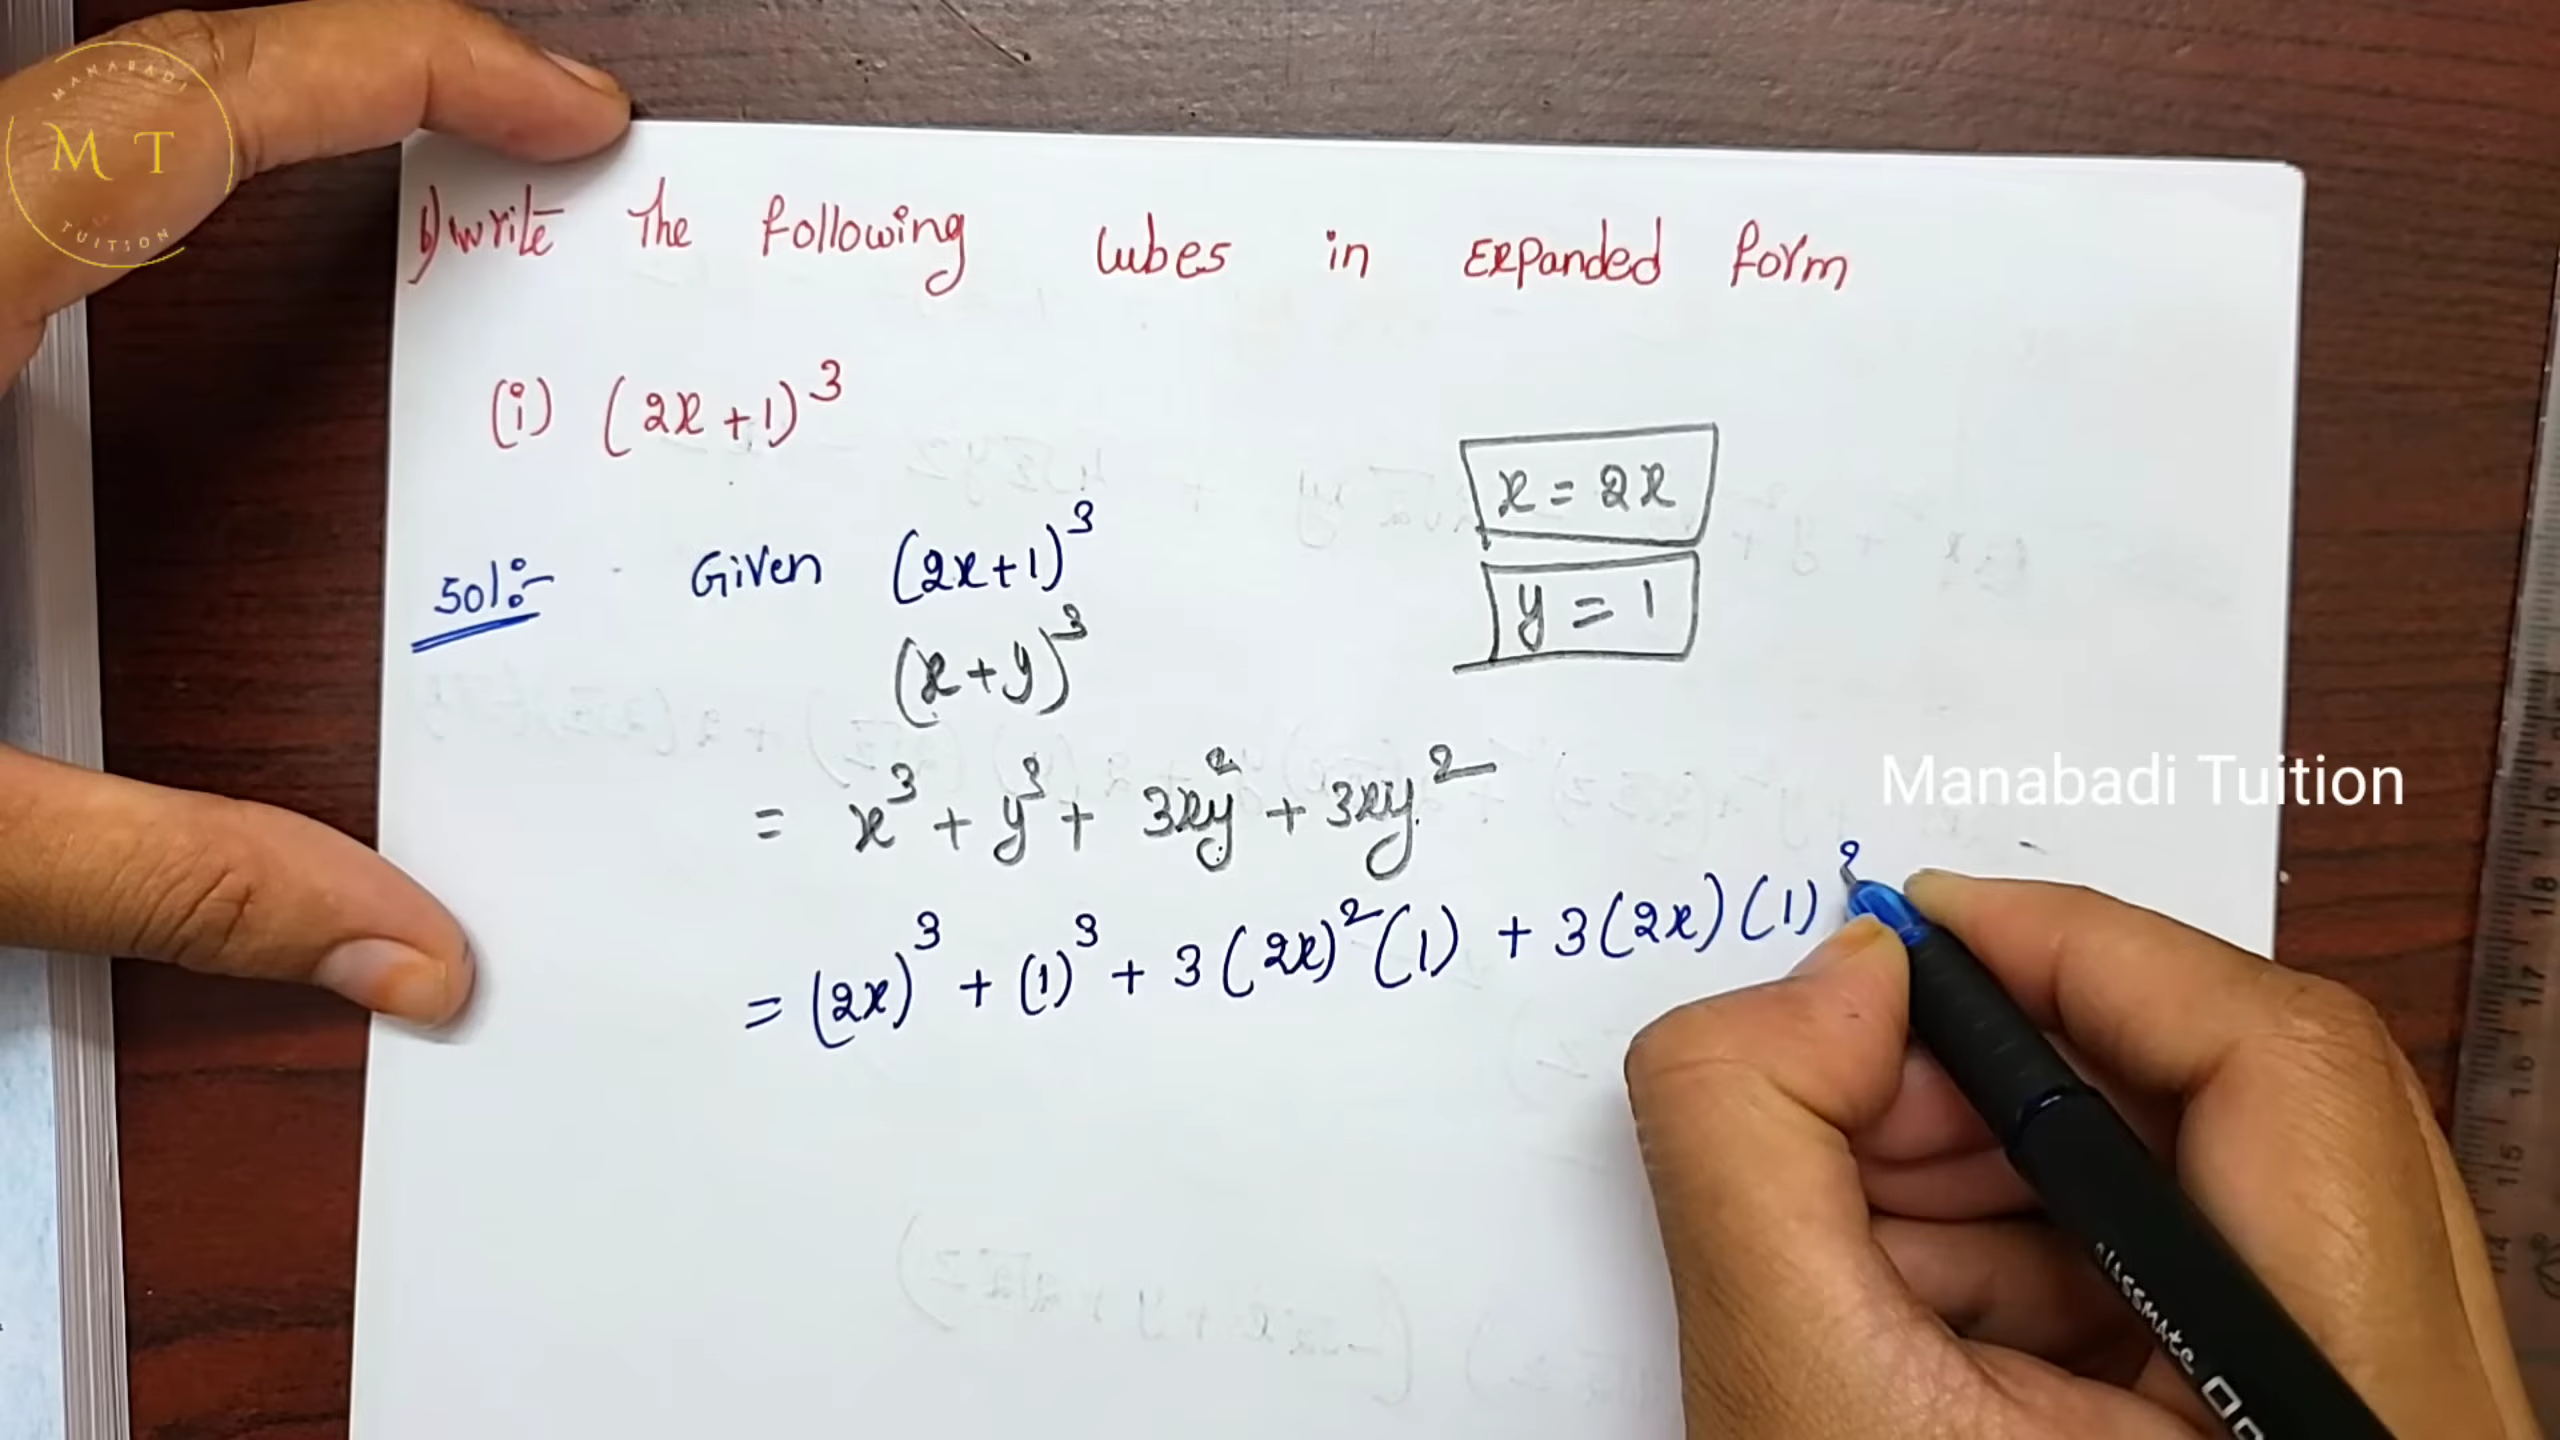 MANABADI
M T
TUITION
6) write The following cubes in Expanded form
(i) (2x+1)³
x = 2x
sol:- Given (2x+1)³
y = 1
(x+y)³
= x³ + y³ + 3x²y + 3xy²
Manabadi Tuition
= (2x)³ + (1)³ + 3(2x)²(1) + 3(2x)(1)²
classmate